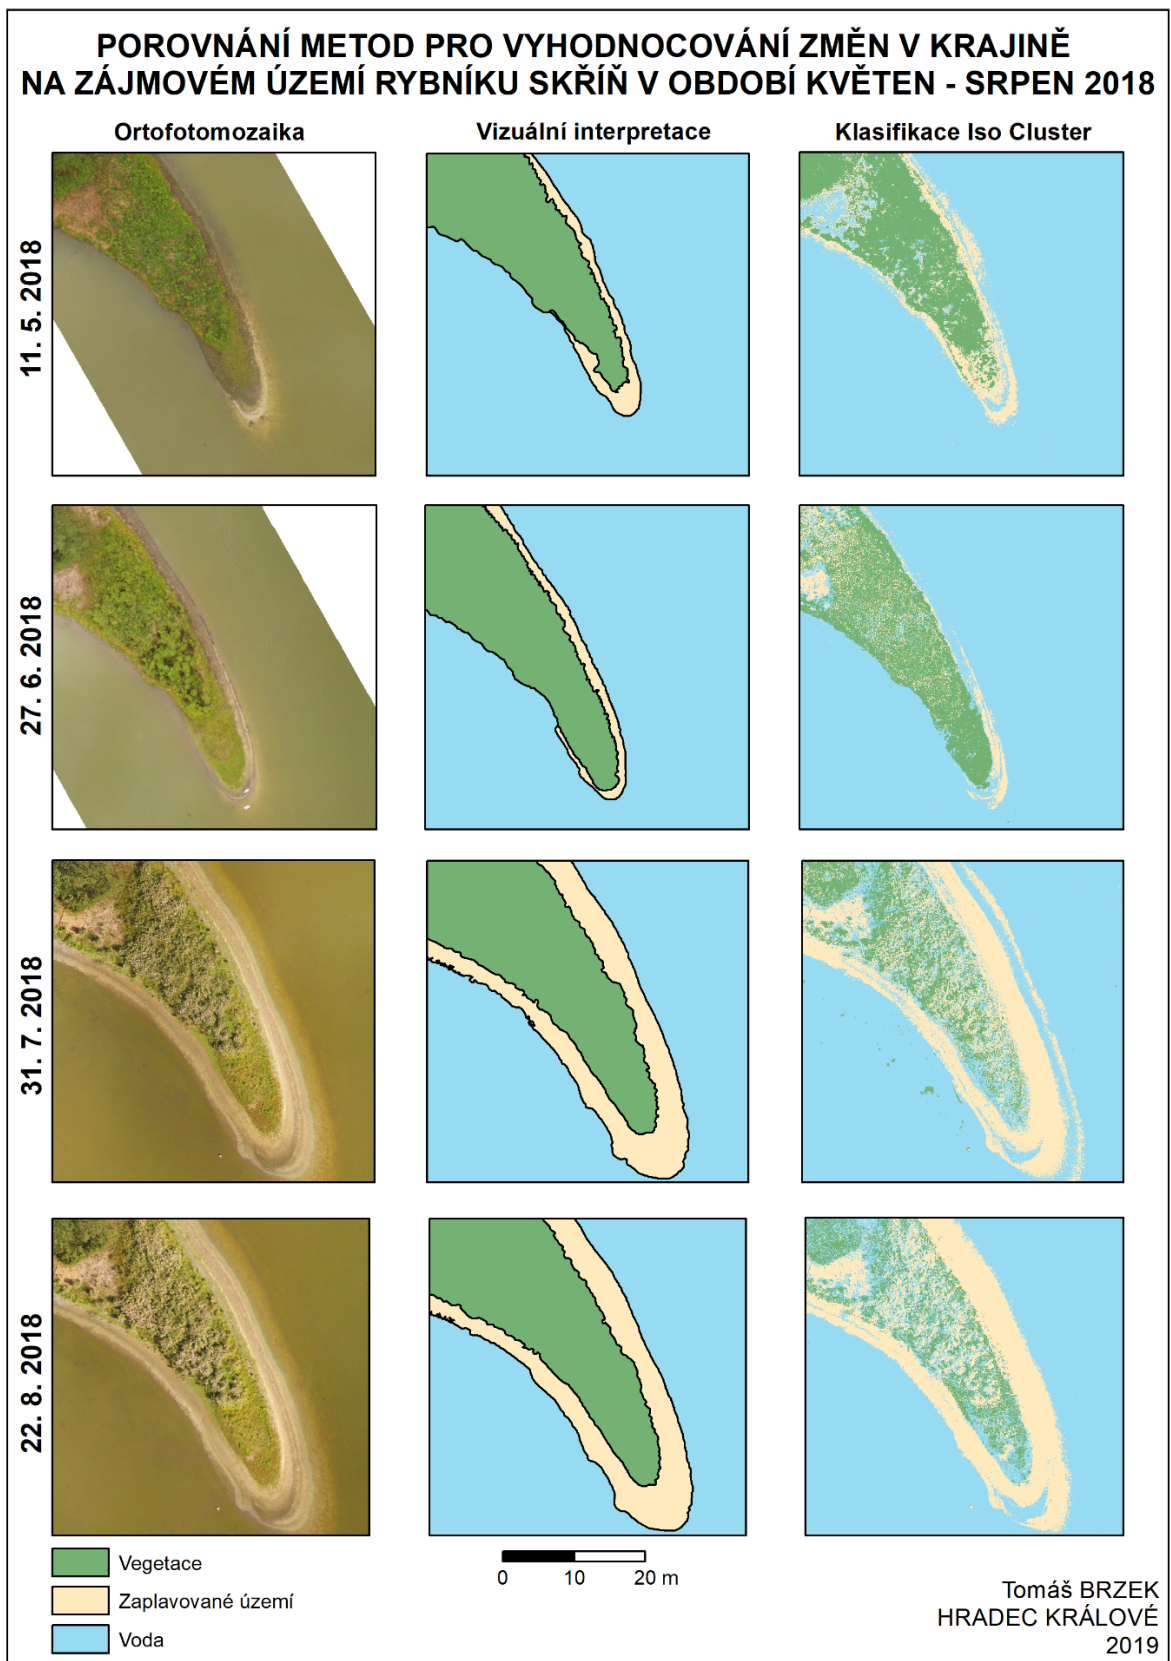 POROVNÁNÍ METOD PRO VYHODNOCOVÁNÍ ZMĚN V KRAJINĚ
NA ZÁJMOVÉM ÚZEMÍ RYBNÍKU SKŘÍŇ V OBDOBÍ KVĚTEN - SRPEN 2018
Ortofotomozaika
Vizuální interpretace
Klasifikace Iso Cluster
11. 5. 2018
27. 6. 2018
31. 7. 2018
22. 8. 2018
Vegetace
Zaplavované území
Voda
0 10 20 m
Tomáš BRZEK
HRADEC KRÁLOVÉ
2019